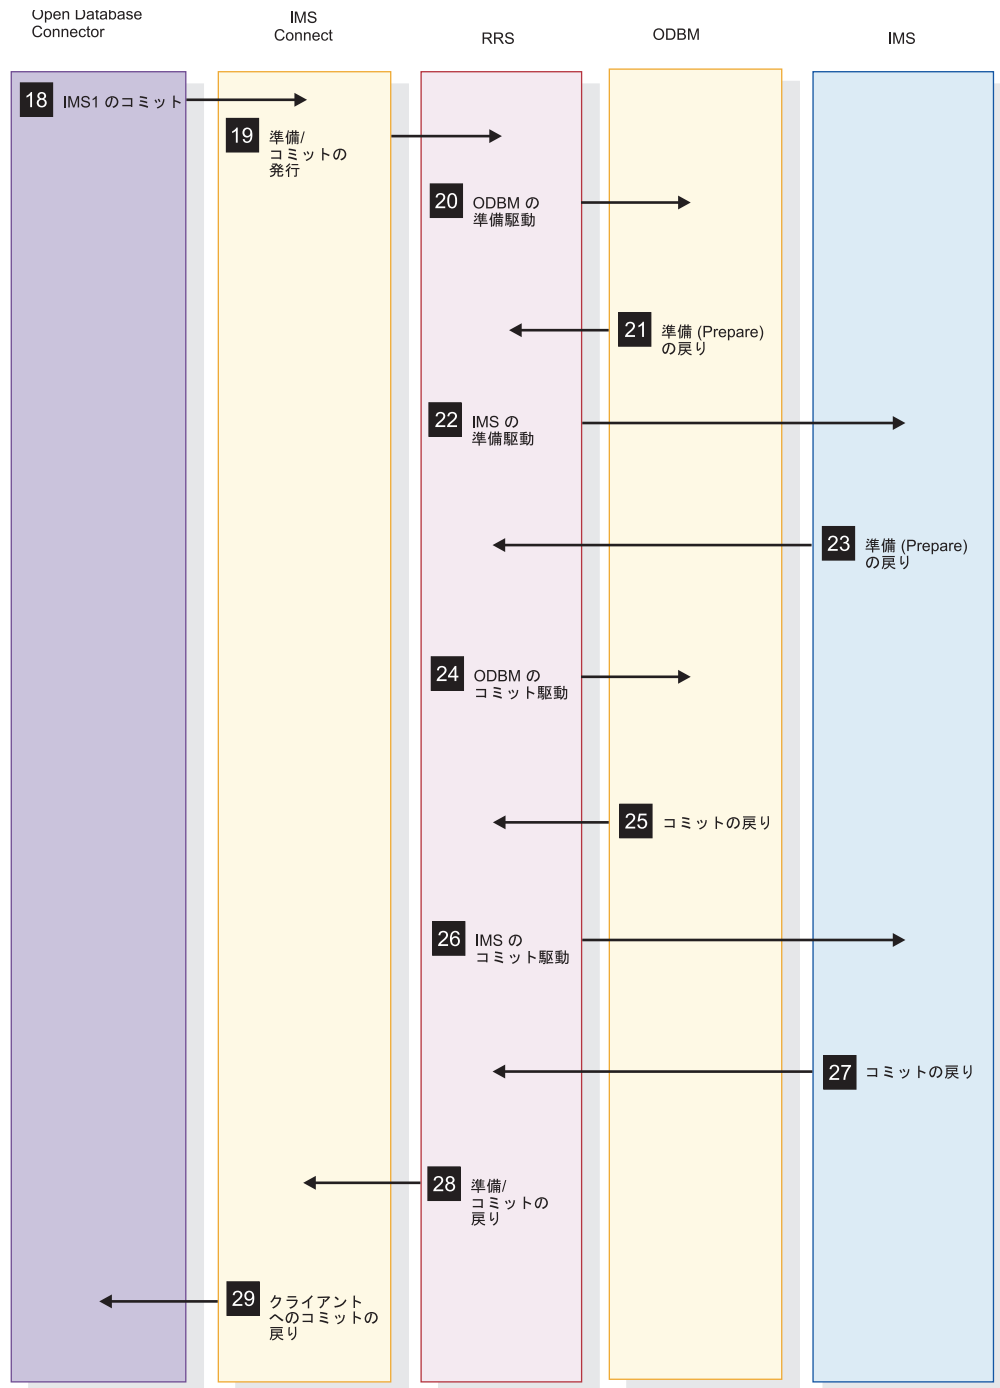 Open Database
Connector
IMS
Connect
RRS
ODBM
IMS
18 IMS1 のコミット
19 準備/
コミットの
発行
20 ODBM の
準備駆動
21 準備 (Prepare)
の戻り
22 IMS の
準備駆動
23 準備 (Prepare)
の戻り
24 ODBM の
コミット駆動
25 コミットの戻り
26 IMS の
コミット駆動
27 コミットの戻り
28 準備/
コミットの
戻り
29 クライアント
へのコミットの
戻り